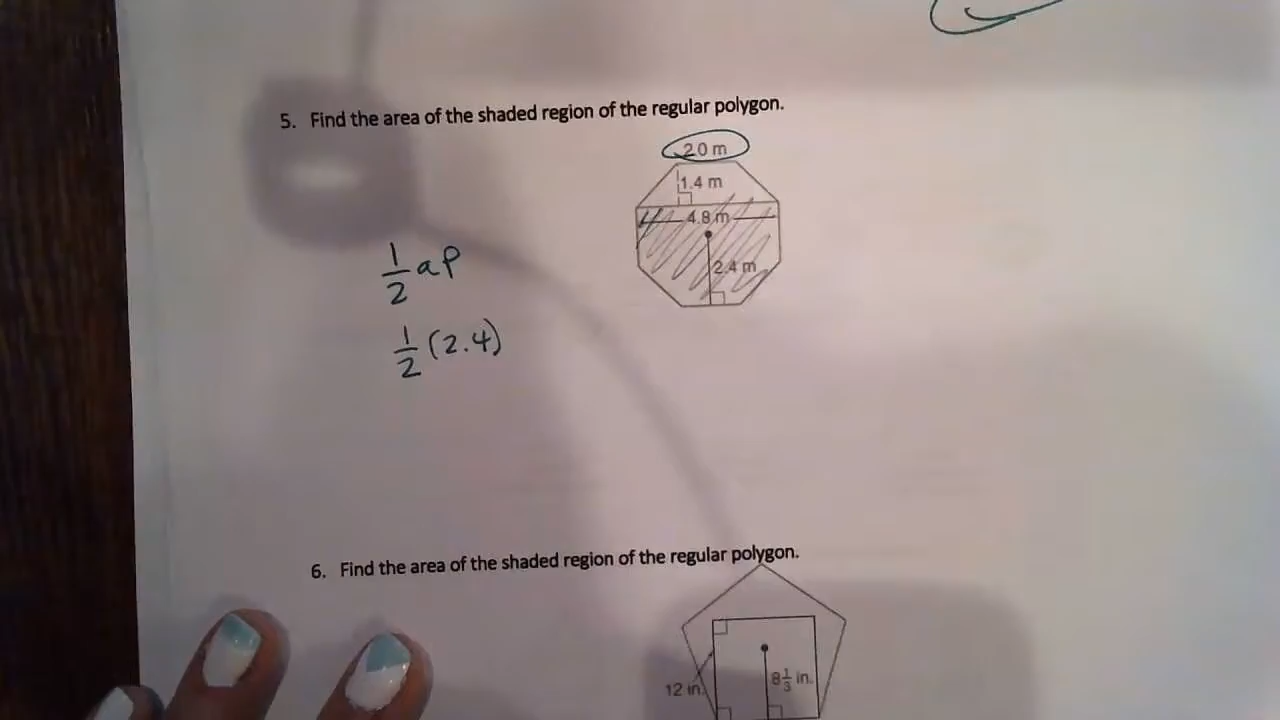 5. Find the area of the shaded region of the regular polygon.
2.0 m
1.4 m
4.8 m
2.4 m
1/2 aP
1/2 (2.4)
6. Find the area of the shaded region of the regular polygon.
12 in.
8 1/3 in.